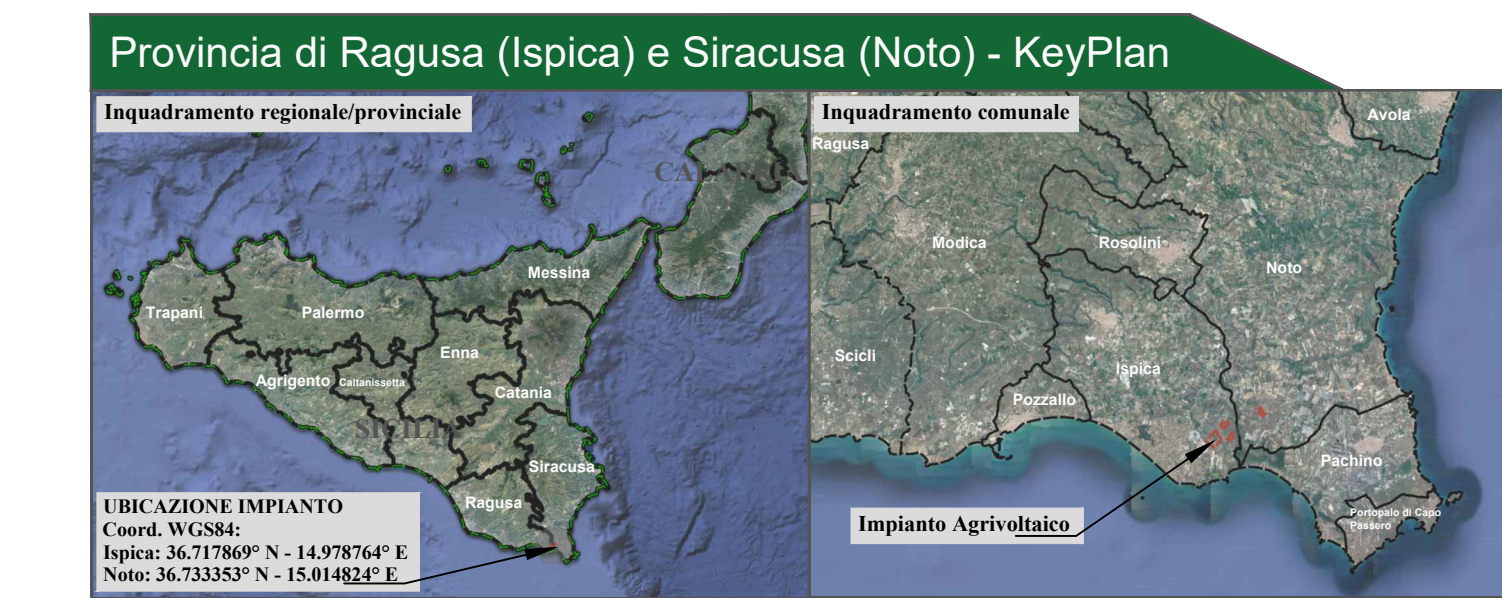 Provincia di Ragusa (Ispica) e Siracusa (Noto) - KeyPlan
Inquadramento regionale/provinciale
CALABRIA
Messina
Trapani
Palermo
Enna
Agrigento
Caltanissetta
Catania
SICILIA
Siracusa
Ragusa
UBICAZIONE IMPIANTO
Coord. WGS84:
Ispica: 36.717869° N - 14.978764° E
Noto: 36.733353° N - 15.014824° E
Inquadramento comunale
Avola
Ragusa
Modica
Rosolini
Noto
Scicli
Ispica
Pozzallo
Pachino
Portopalo di Capo
Passero
Impianto Agrivoltaico